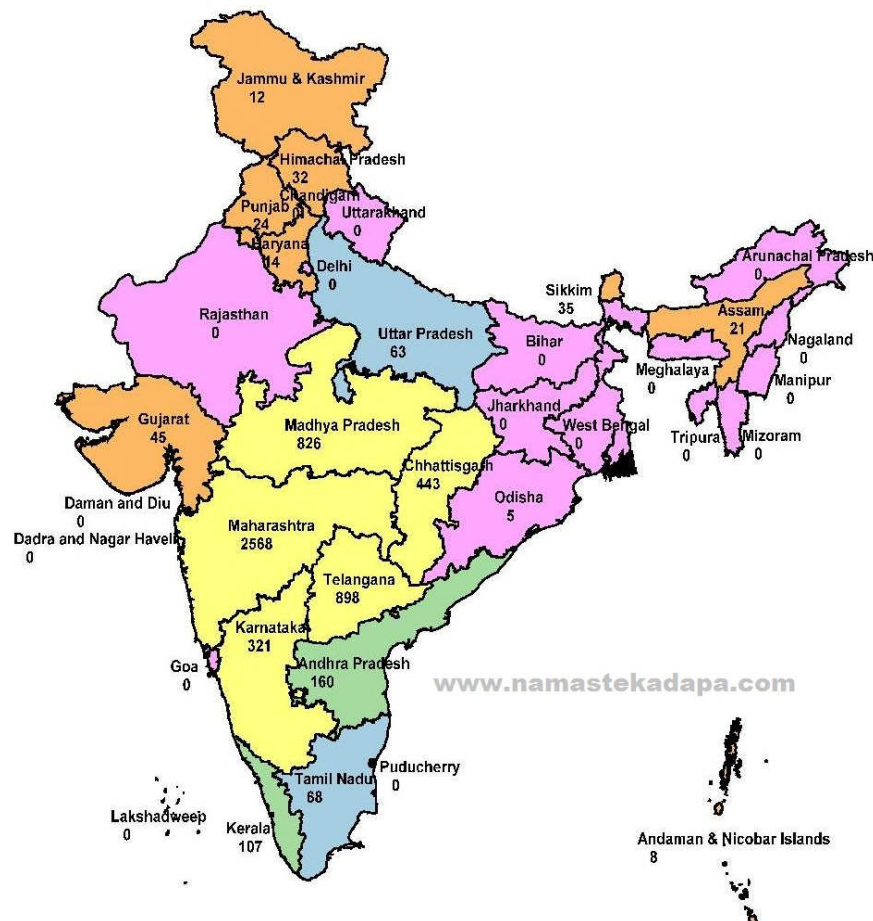 Jammu & Kashmir
12
Himachal Pradesh
32
Chandigarh
0
Punjab
24
Uttarakhand
0
Haryana
14
Delhi
0
Arunachal Pradesh
0
Sikkim
35
Assam
21
Rajasthan
0
Uttar Pradesh
63
Bihar
0
Nagaland
0
Meghalaya
0
Manipur
0
Jharkhand
0
West Bengal
0
Tripura
0
Mizoram
0
Gujarat
45
Madhya Pradesh
826
Chhattisgash
443
Daman and Diu
0
Odisha
5
Maharashtra
2568
Dadra and Nagar Haveli
0
Telangana
898
Karnataka
321
Andhra Pradesh
160
Goa
0
www.namastekadapa.com
Tamil Nadu
68
Puducherry
0
Lakshadweep
0
Kerala
107
Andaman & Nicobar Islands
8